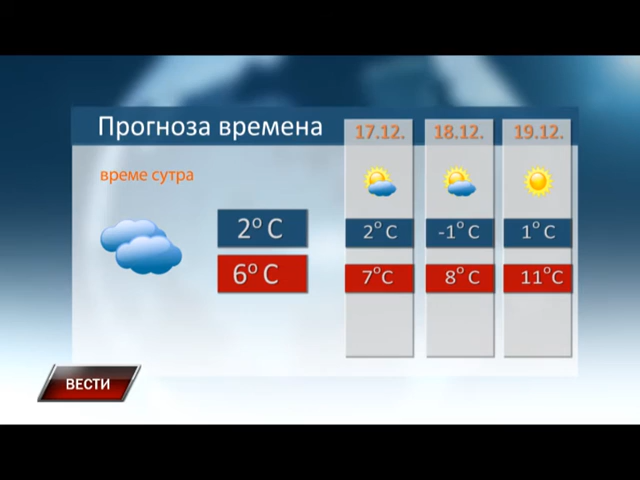 Прогноза времена
17.12.
18.12.
19.12.
време сутра
2° C
6° C
2° C
-1° C
1° C
7°C
8° C
11°C
ВЕСТИ